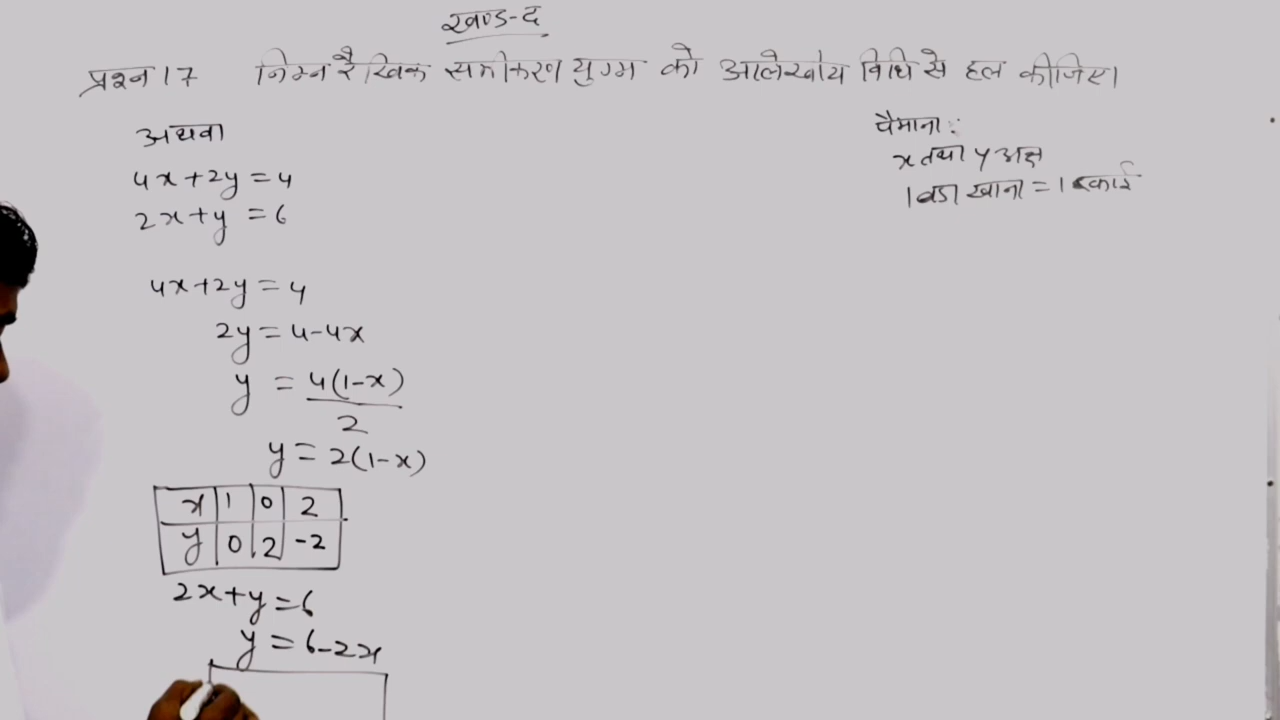 खण्ड-द
प्रश्न 17 निम्न रैखिक समीकरण युग्म को आलेखीय विधि से हल कीजिए।
अथवा
4x+2y=4
2x+y=6
पैमाना:
x तथा y अक्ष
1 बडा खाना = 1 इकाई
4x+2y=4
2y=4-4x
y = 4(1-x)
2
y = 2(1-x)
x 1 0 2
y 0 2 -2
2x+y=6
y = 6-2x